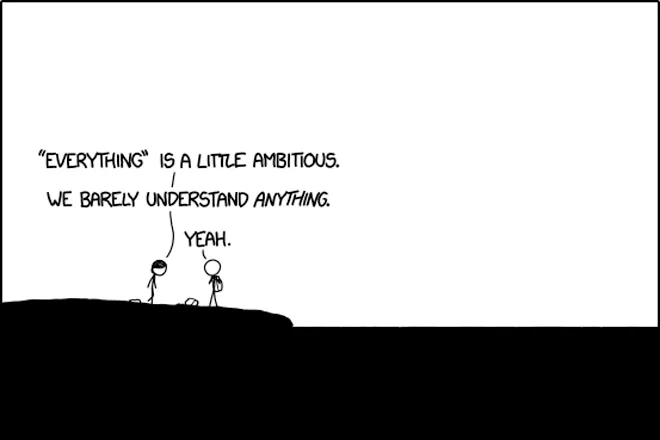 "EVERYTHING" IS A LITTLE AMBITIOUS.
WE BARELY UNDERSTAND ANYTHING.
YEAH.